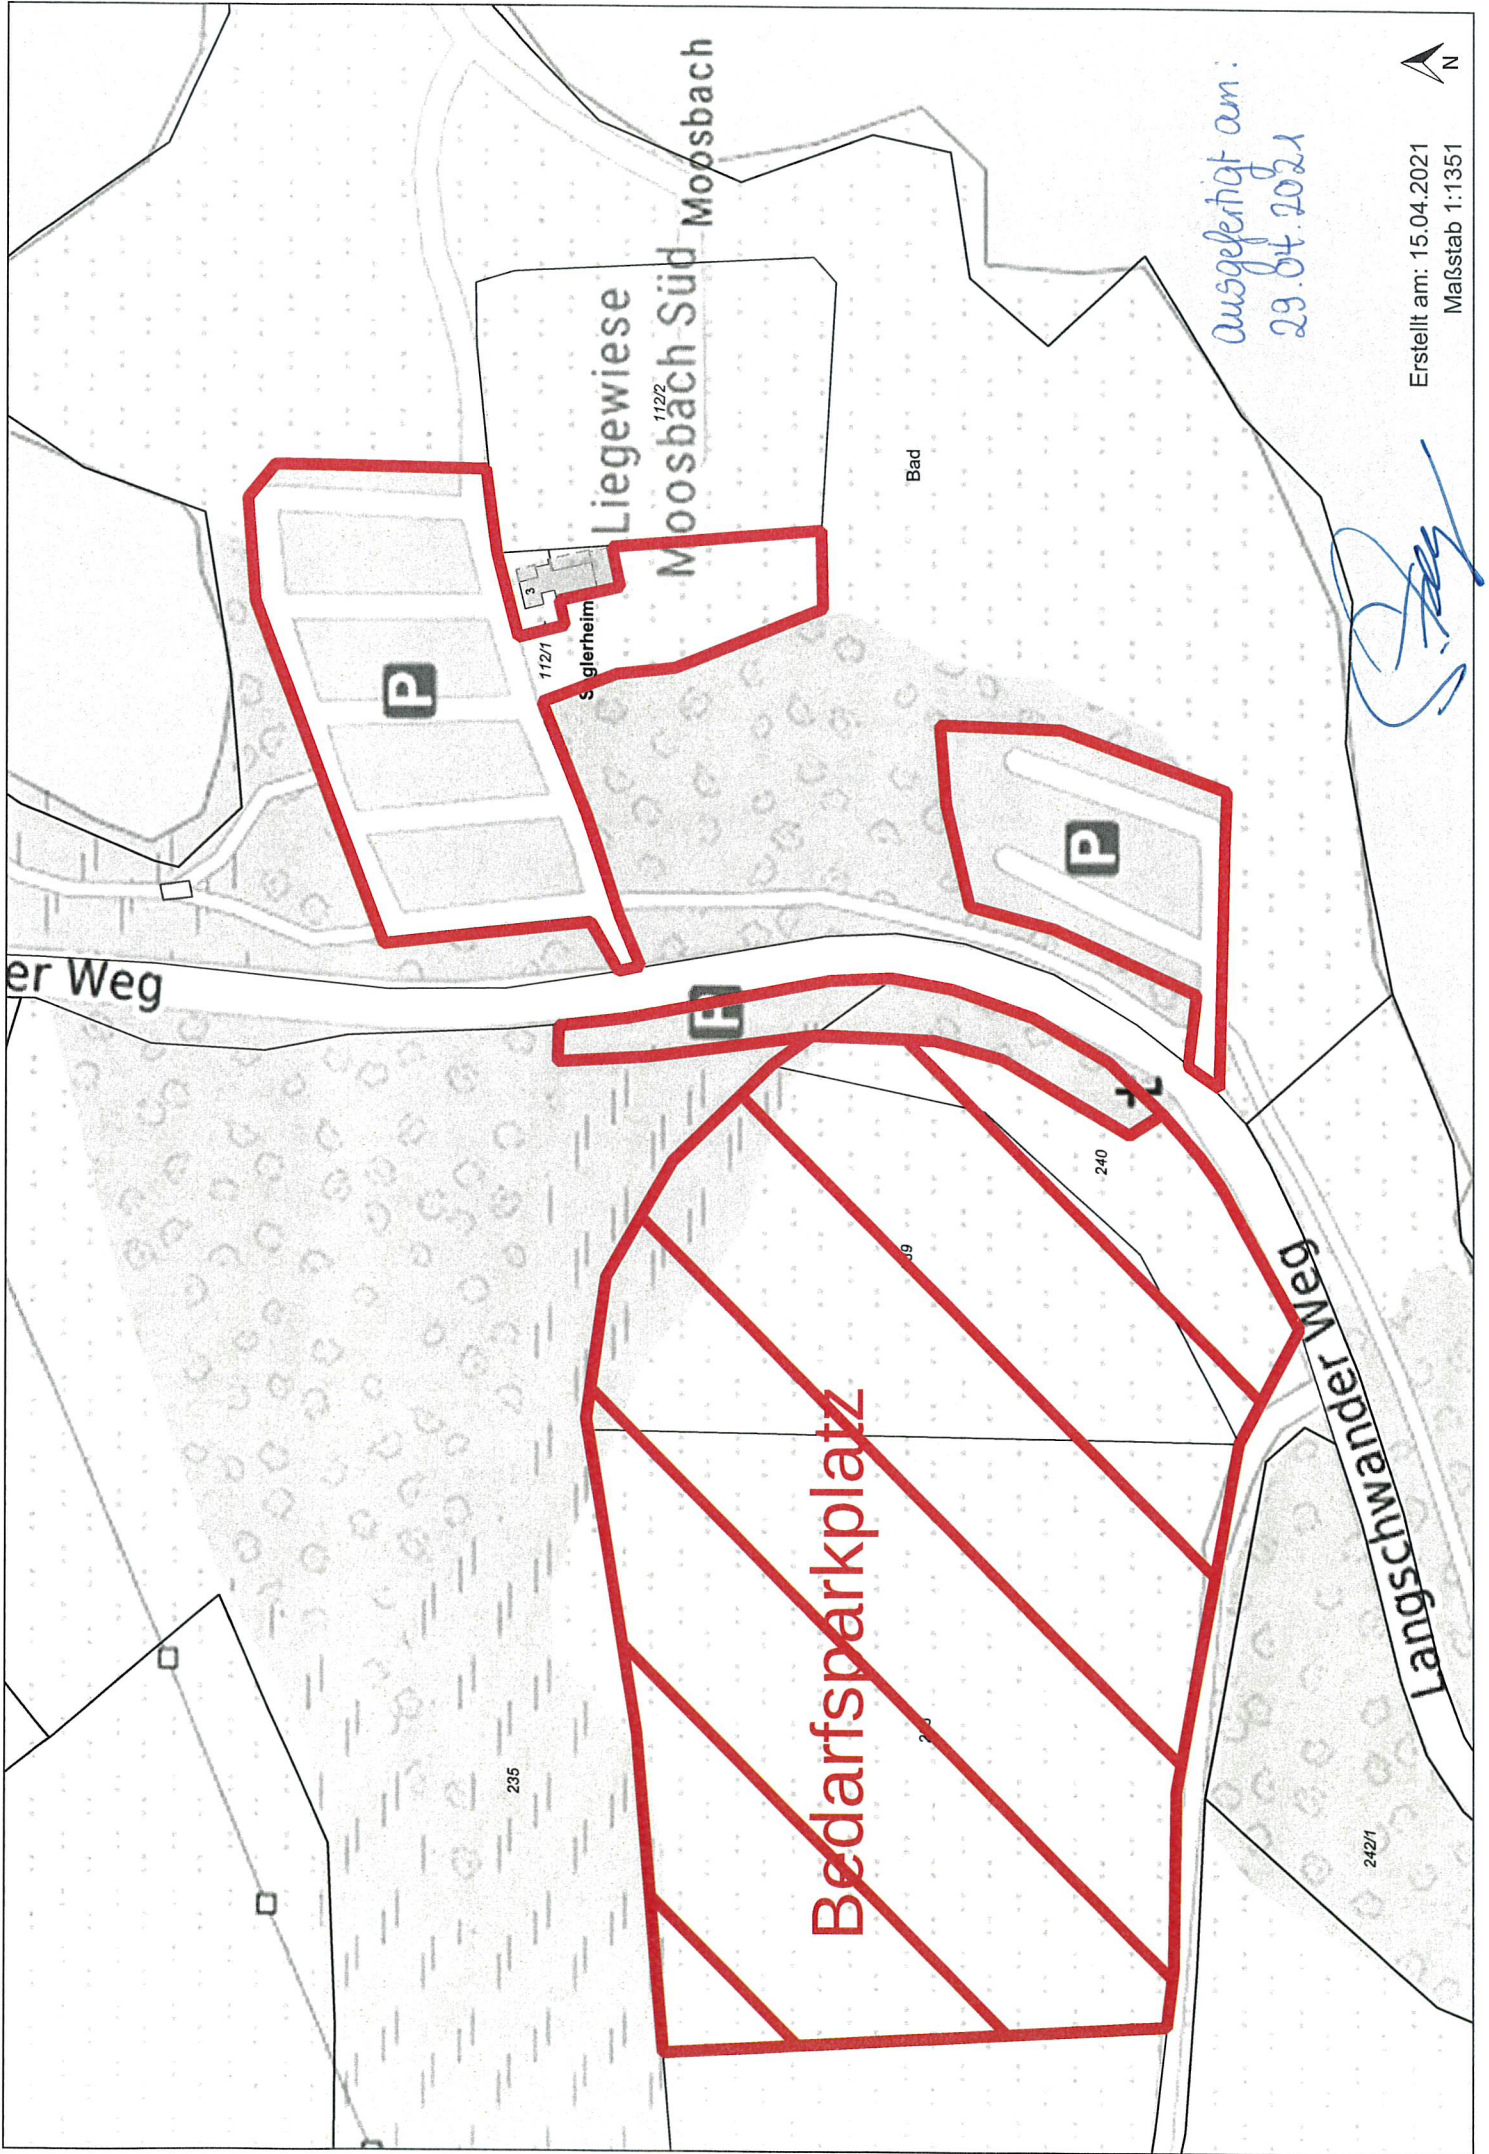 er Weg
P
3
112/1
Seglerheim
Liegewiese
Moosbach-Süd
112/2
Moosbach
Bad
P
P
240
235
Bedarfsparkplatz
Langschwander Weg
242/1
Ausgefertigt am:
29.04.2021
Erstellt am: 15.04.2021
Maßstab 1:1351
N